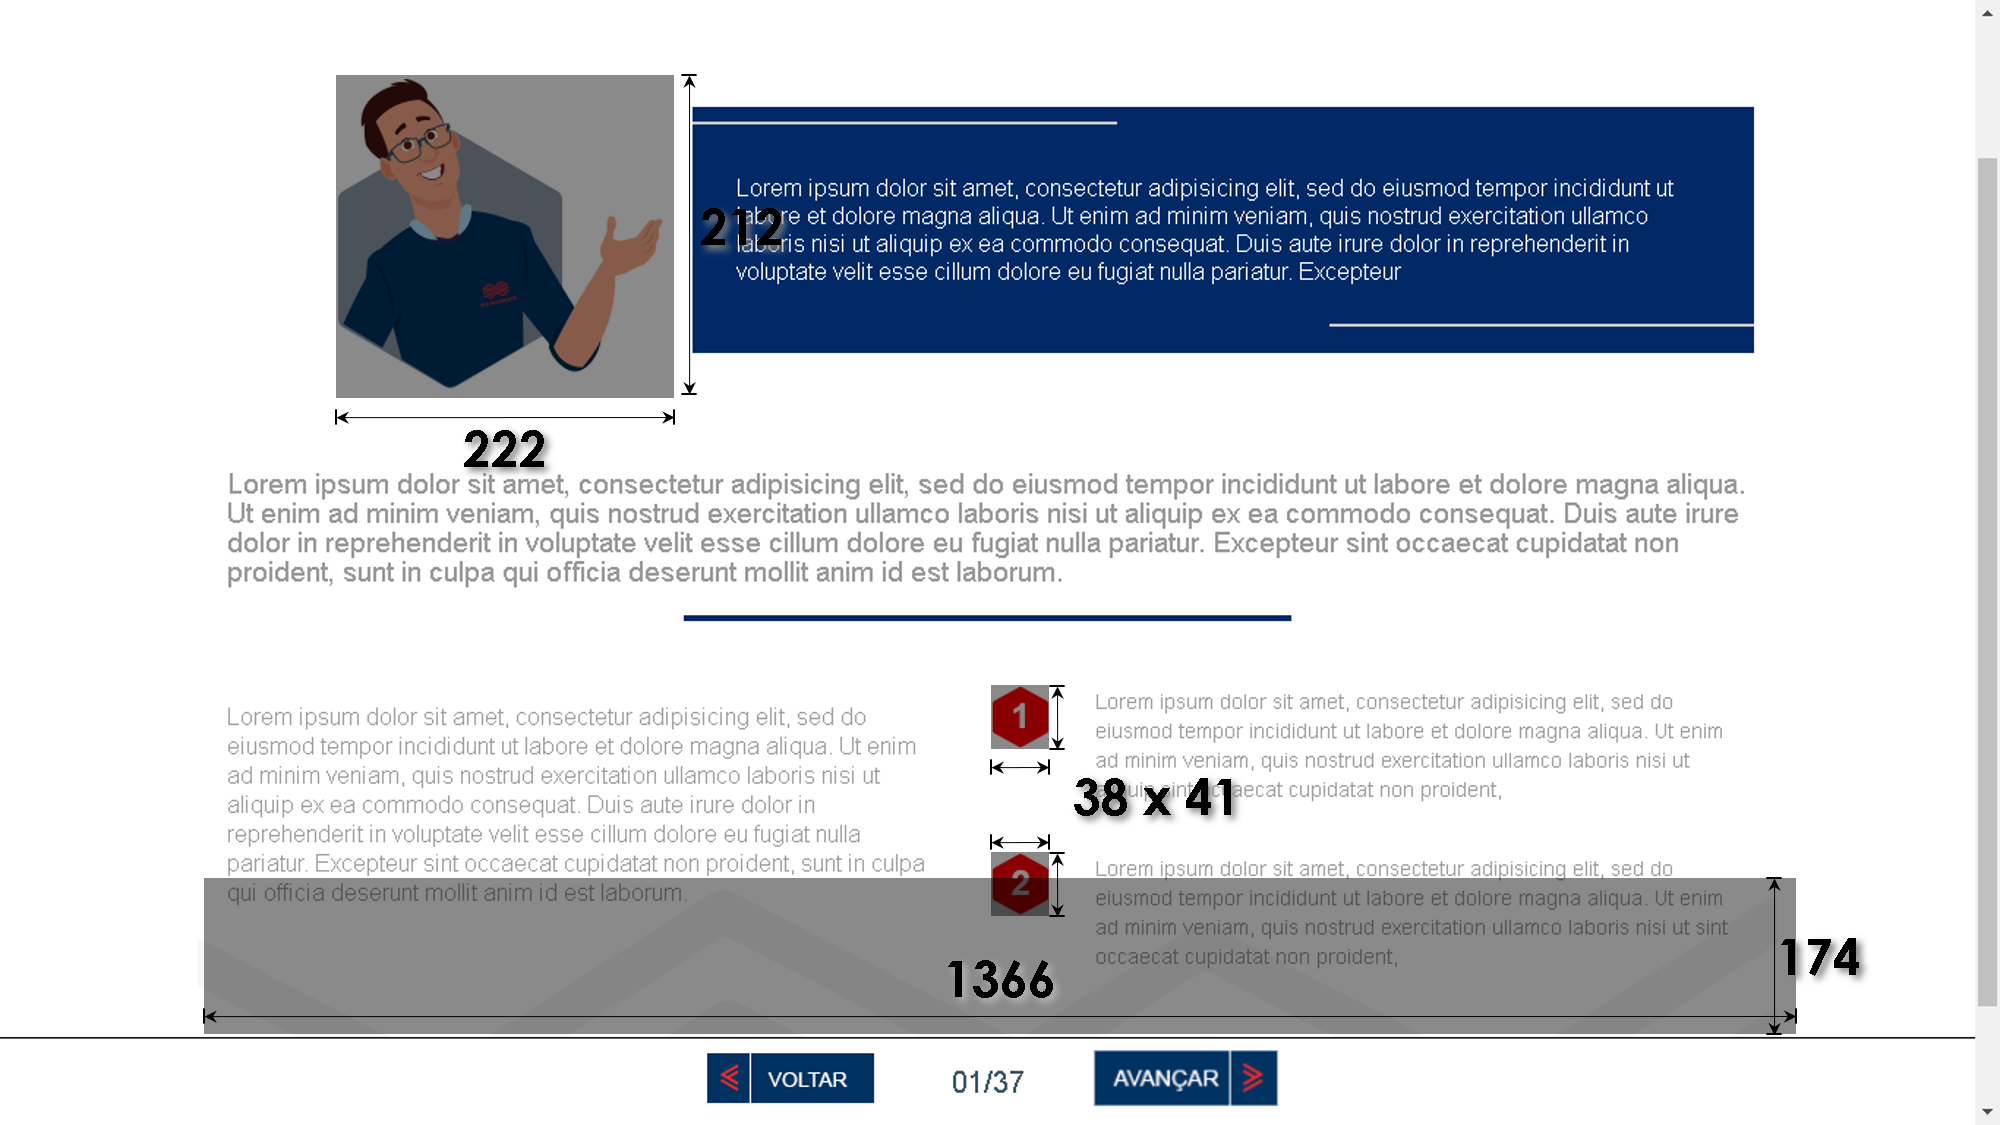 Lorem ipsum dolor sit amet, consectetur adipisicing elit, sed do eiusmod tempor incididunt ut
labore et dolore magna aliqua. Ut enim ad minim veniam, quis nostrud exercitation ullamco
laboris nisi ut aliquip ex ea commodo consequat. Duis aute irure dolor in reprehenderit in
voluptate velit esse cillum dolore eu fugiat nulla pariatur. Excepteur
212
222
Lorem ipsum dolor sit amet, consectetur adipisicing elit, sed do eiusmod tempor incididunt ut labore et dolore magna aliqua.
Ut enim ad minim veniam, quis nostrud exercitation ullamco laboris nisi ut aliquip ex ea commodo consequat. Duis aute irure
dolor in reprehenderit in voluptate velit esse cillum dolore eu fugiat nulla pariatur. Excepteur sint occaecat cupidatat non
proident, sunt in culpa qui officia deserunt mollit anim id est laborum.
Lorem ipsum dolor sit amet, consectetur adipisicing elit, sed do
eiusmod tempor incididunt ut labore et dolore magna aliqua. Ut enim
ad minim veniam, quis nostrud exercitation ullamco laboris nisi ut
aliquip ex ea commodo consequat. Duis aute irure dolor in
reprehenderit in voluptate velit esse cillum dolore eu fugiat nulla
pariatur. Excepteur sint occaecat cupidatat non proident, sunt in culpa
qui officia deserunt mollit anim id est laborum.
1
Lorem ipsum dolor sit amet, consectetur adipisicing elit, sed do
eiusmod tempor incididunt ut labore et dolore magna aliqua. Ut enim
ad minim veniam, quis nostrud exercitation ullamco laboris nisi ut
aliquip sint occaecat cupidatat non proident,
38 x 41
2
Lorem ipsum dolor sit amet, consectetur adipisicing elit, sed do
eiusmod tempor incididunt ut labore et dolore magna aliqua. Ut enim
ad minim veniam, quis nostrud exercitation ullamco laboris nisi ut sint
occaecat cupidatat non proident,
174
1366
VOLTAR
01/37
AVANÇAR